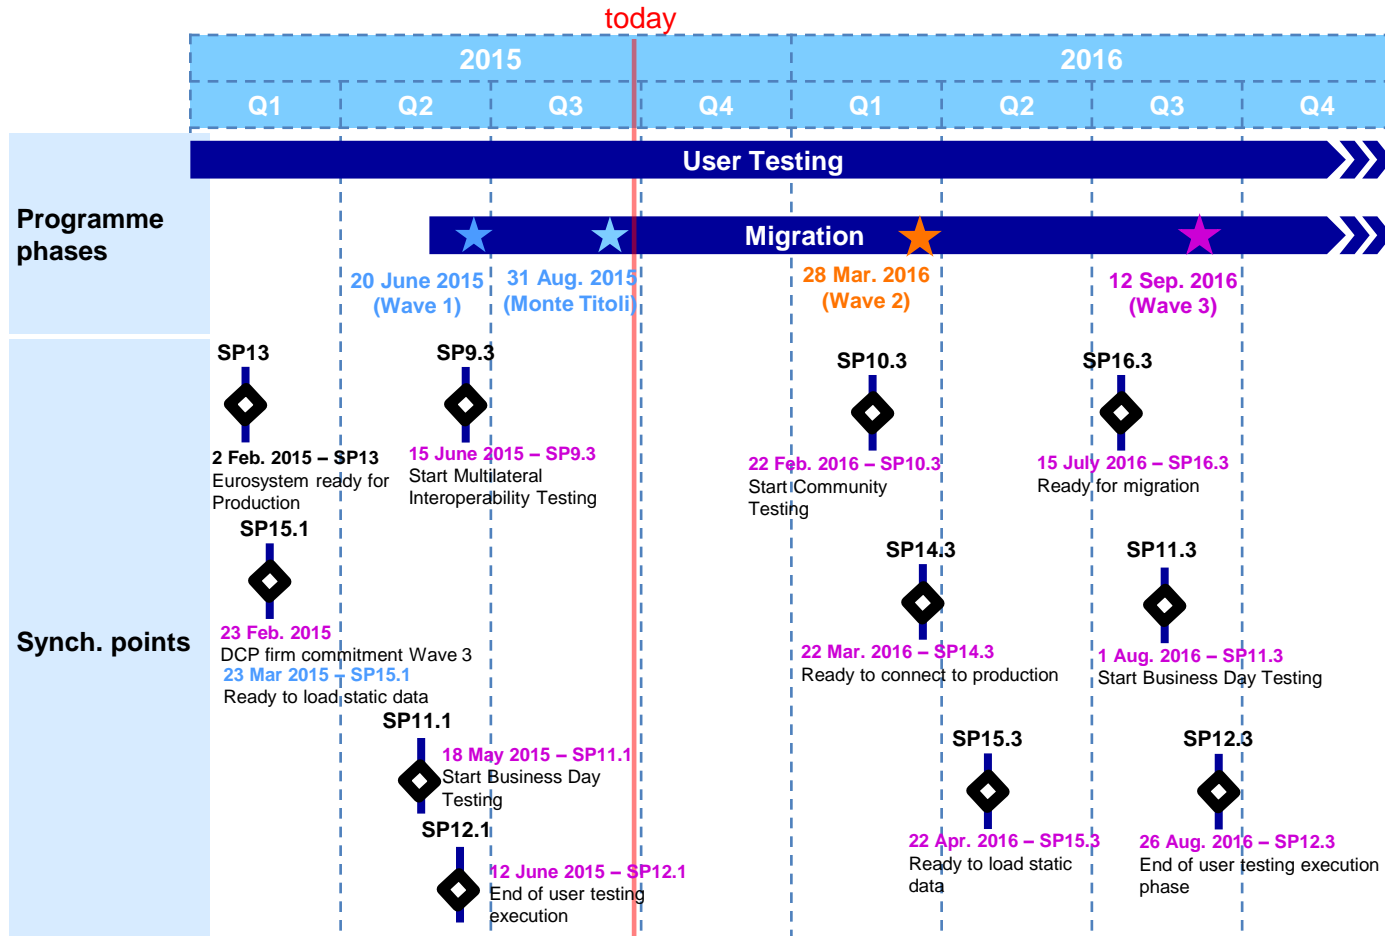 today
2015
2016
Q1
Q2
Q3
Q4
Q1
Q2
Q3
Q4
Programme
phases
User Testing
Migration
20 June 2015
(Wave 1)
31 Aug. 2015
(Monte Titoli)
28 Mar. 2016
(Wave 2)
12 Sep. 2016
(Wave 3)
Synch. points
SP13
2 Feb. 2015 – SP13
Eurosystem ready for
Production
SP9.3
15 June 2015 – SP9.3
Start Multilateral
Interoperability Testing
SP10.3
22 Feb. 2016 – SP10.3
Start Community
Testing
SP16.3
15 July 2016 – SP16.3
Ready for migration
SP15.1
23 Feb. 2015
DCP firm commitment Wave 3
23 Mar 2015 – SP15.1
Ready to load static data
SP14.3
22 Mar. 2016 – SP14.3
Ready to connect to production
SP11.3
1 Aug. 2016 – SP11.3
Start Business Day Testing
SP11.1
18 May 2015 – SP11.1
Start Business Day
Testing
SP15.3
22 Apr. 2016 – SP15.3
Ready to load static
data
SP12.3
26 Aug. 2016 – SP12.3
End of user testing execution
phase
SP12.1
12 June 2015 – SP12.1
End of user testing
execution